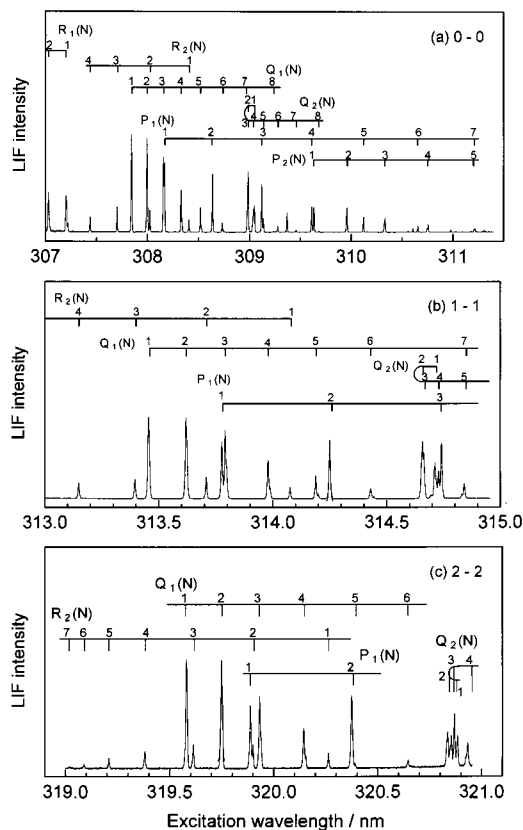 R₁(N)
2 1
R₂(N)
4 3 2 1
(a) 0 - 0
Q₁(N)
1 2 3 4 5 6 7 8
Q₂(N)
2 1
3 4 5 6 7 8
P₁(N)
1 2 3 4 5 6 7
P₂(N)
1 2 3 4 5
LIF intensity
307 308 309 310 311
R₂(N)
4 3 2 1
(b) 1 - 1
Q₁(N)
1 2 3 4 5 6 7
Q₂(N)
2 1
3 4 5
P₁(N)
1 2 3
LIF intensity
313.0 313.5 314.0 314.5 315.0
(c) 2 - 2
Q₁(N)
1 2 3 4 5 6
R₂(N)
7 6 5 4 3 2 1
P₁(N)
1 2
Q₂(N)
3 4
2 1
LIF intensity
319.0 319.5 320.0 320.5 321.0
Excitation wavelength / nm